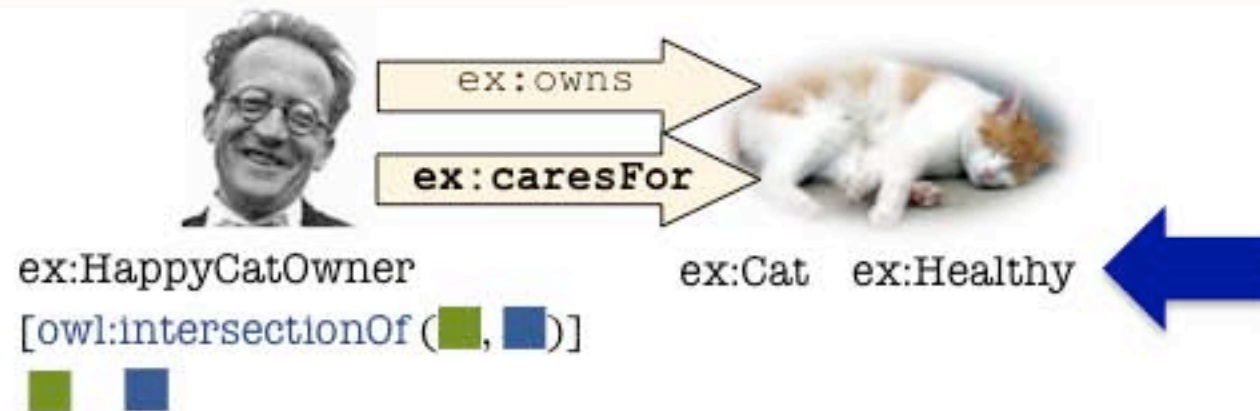 ex:owns
ex:caresFor
ex:HappyCatOwner
ex:Cat ex:Healthy
[owl:intersectionOf ( , )]